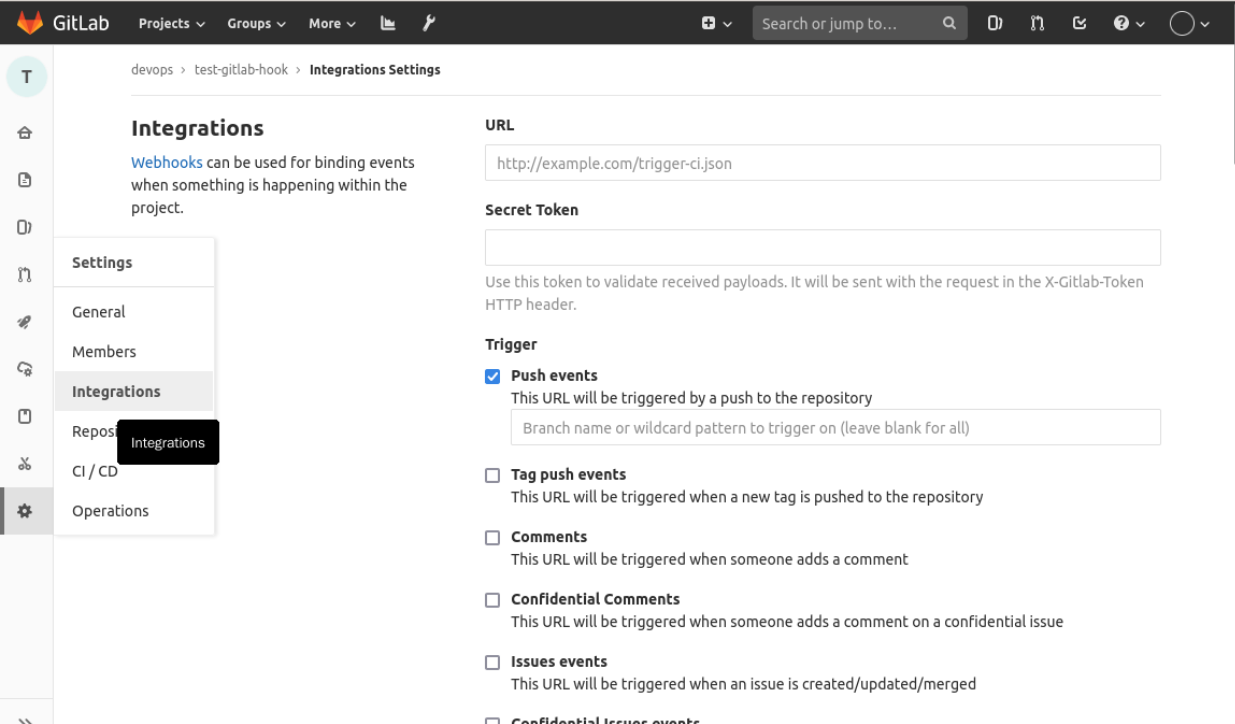 GitLab Projects Groups More Search or jump to...
T
devops › test-gitlab-hook › Integrations Settings
Integrations
Webhooks can be used for binding events
when something is happening within the
project.
Settings
General
Members
Integrations
Integrations
CI / CD
Operations
URL
http://example.com/trigger-ci.json
Secret Token
Use this token to validate received payloads. It will be sent with the request in the X-Gitlab-Token
HTTP header.
Trigger
Push events
This URL will be triggered by a push to the repository
Branch name or wildcard pattern to trigger on (leave blank for all)
Tag push events
This URL will be triggered when a new tag is pushed to the repository
Comments
This URL will be triggered when someone adds a comment
Confidential Comments
This URL will be triggered when someone adds a comment on a confidential issue
Issues events
This URL will be triggered when an issue is created/updated/merged
Confidential Issues events